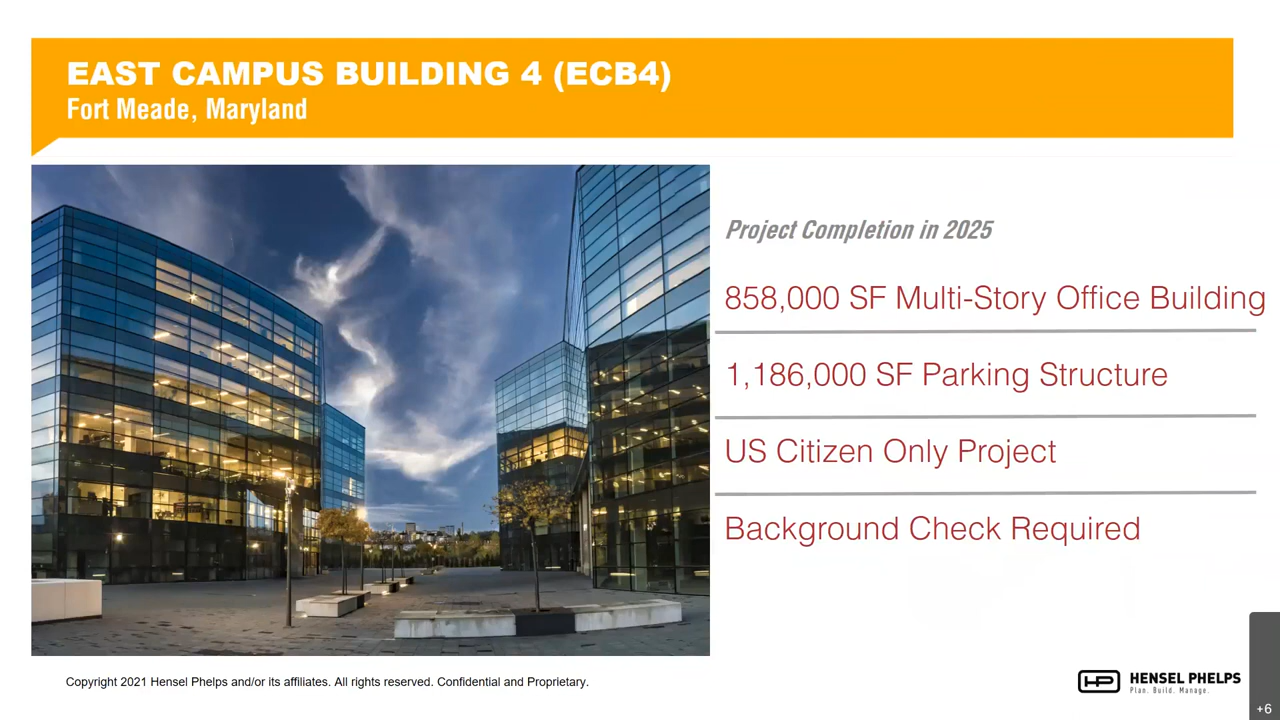 EAST CAMPUS BUILDING 4 (ECB4)
Fort Meade, Maryland
Project Completion in 2025
858,000 SF Multi-Story Office Building
1,186,000 SF Parking Structure
US Citizen Only Project
Background Check Required
Copyright 2021 Hensel Phelps and/or its affiliates. All rights reserved. Confidential and Proprietary.
HP HENSEL PHELPS
Plan. Build. Manage.
+6